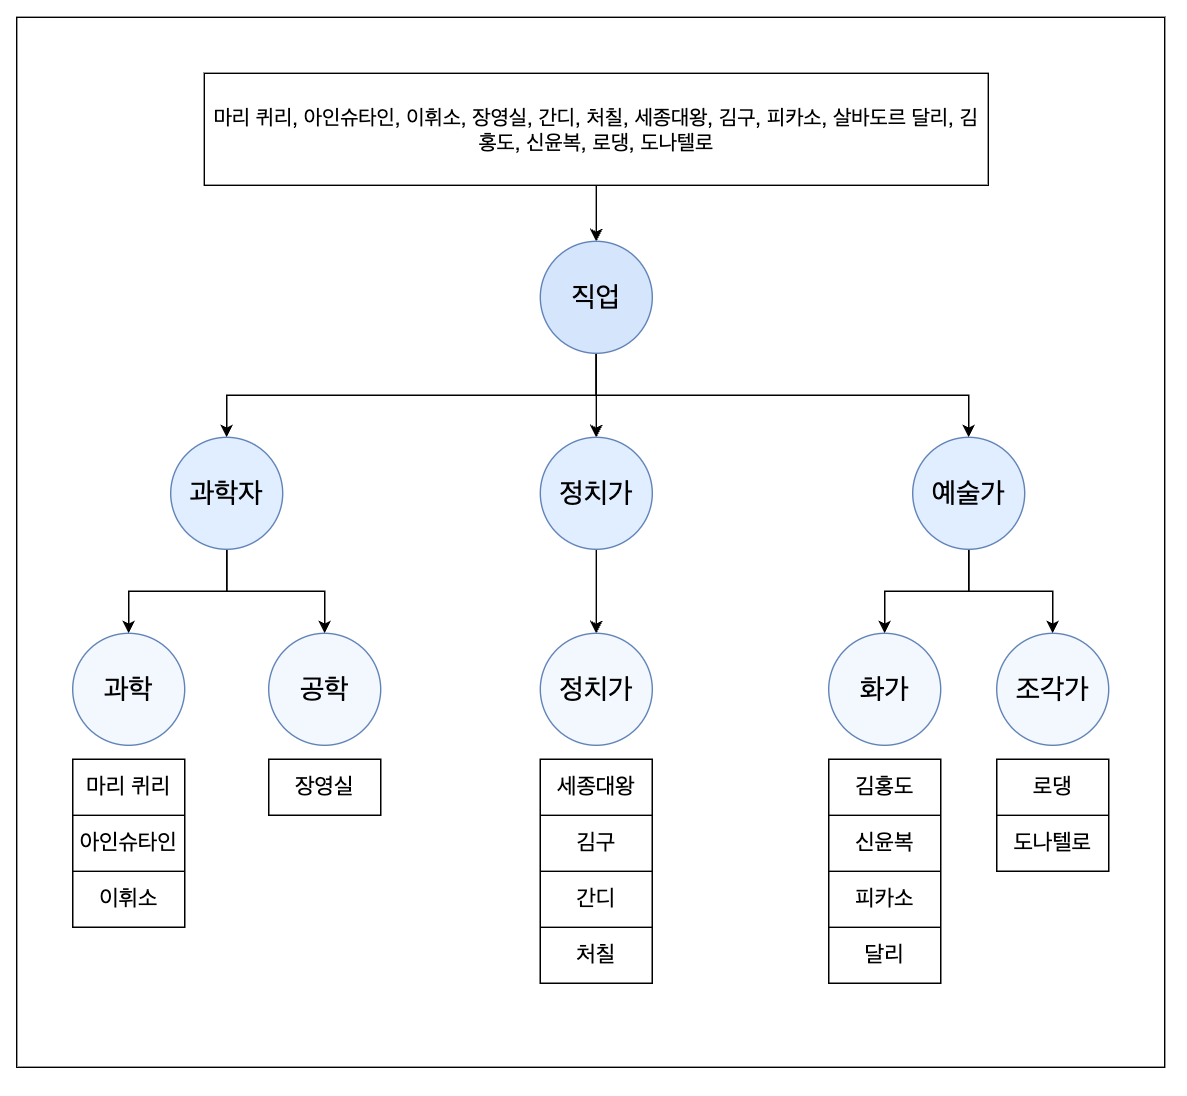 마리 퀴리, 아인슈타인, 이휘소, 장영실, 간디, 처칠, 세종대왕, 김구, 피카소, 살바도르 달리, 김
홍도, 신윤복, 로댕, 도나텔로
직업
과학자
정치가
예술가
과학
공학
정치가
화가
조각가
마리 퀴리
아인슈타인
이휘소
장영실
세종대왕
김구
간디
처칠
김홍도
신윤복
피카소
달리
로댕
도나텔로